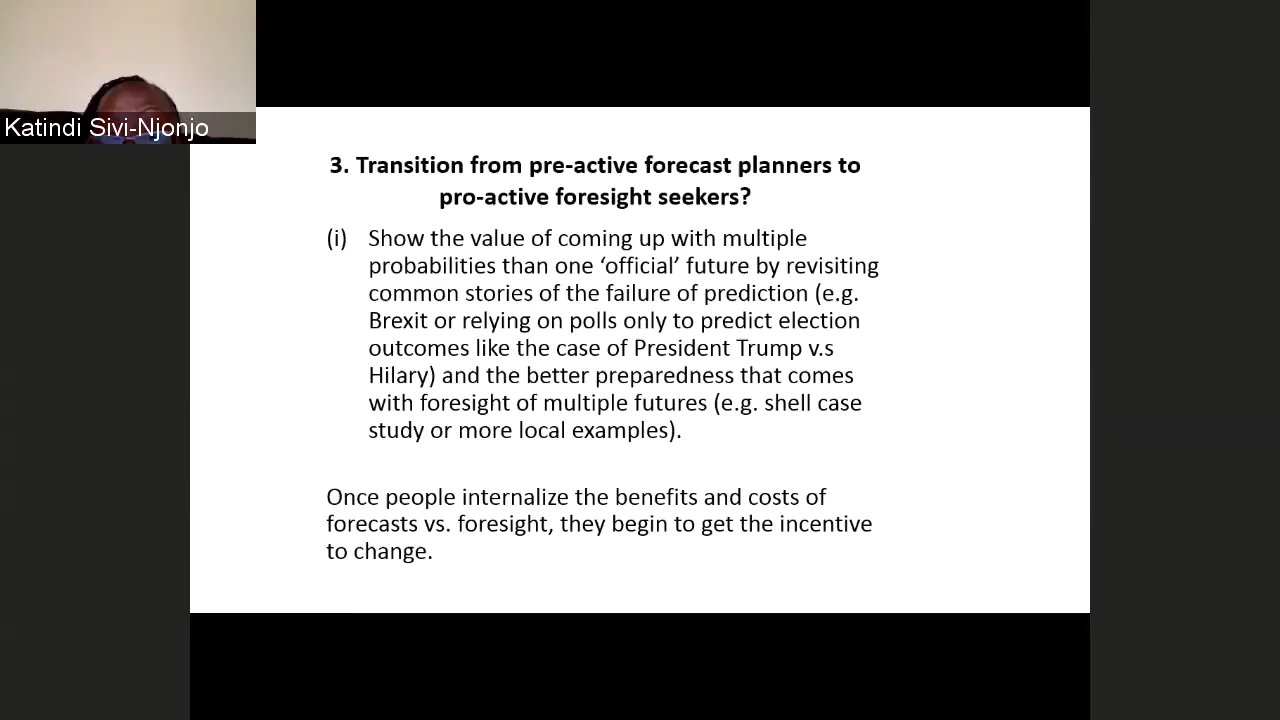 Katindi Sivi-Njonjo
3. Transition from pre-active forecast planners to
pro-active foresight seekers?
(i) Show the value of coming up with multiple
probabilities than one ‘official’ future by revisiting
common stories of the failure of prediction (e.g.
Brexit or relying on polls only to predict election
outcomes like the case of President Trump v.s
Hilary) and the better preparedness that comes
with foresight of multiple futures (e.g. shell case
study or more local examples).
Once people internalize the benefits and costs of
forecasts vs. foresight, they begin to get the incentive
to change.